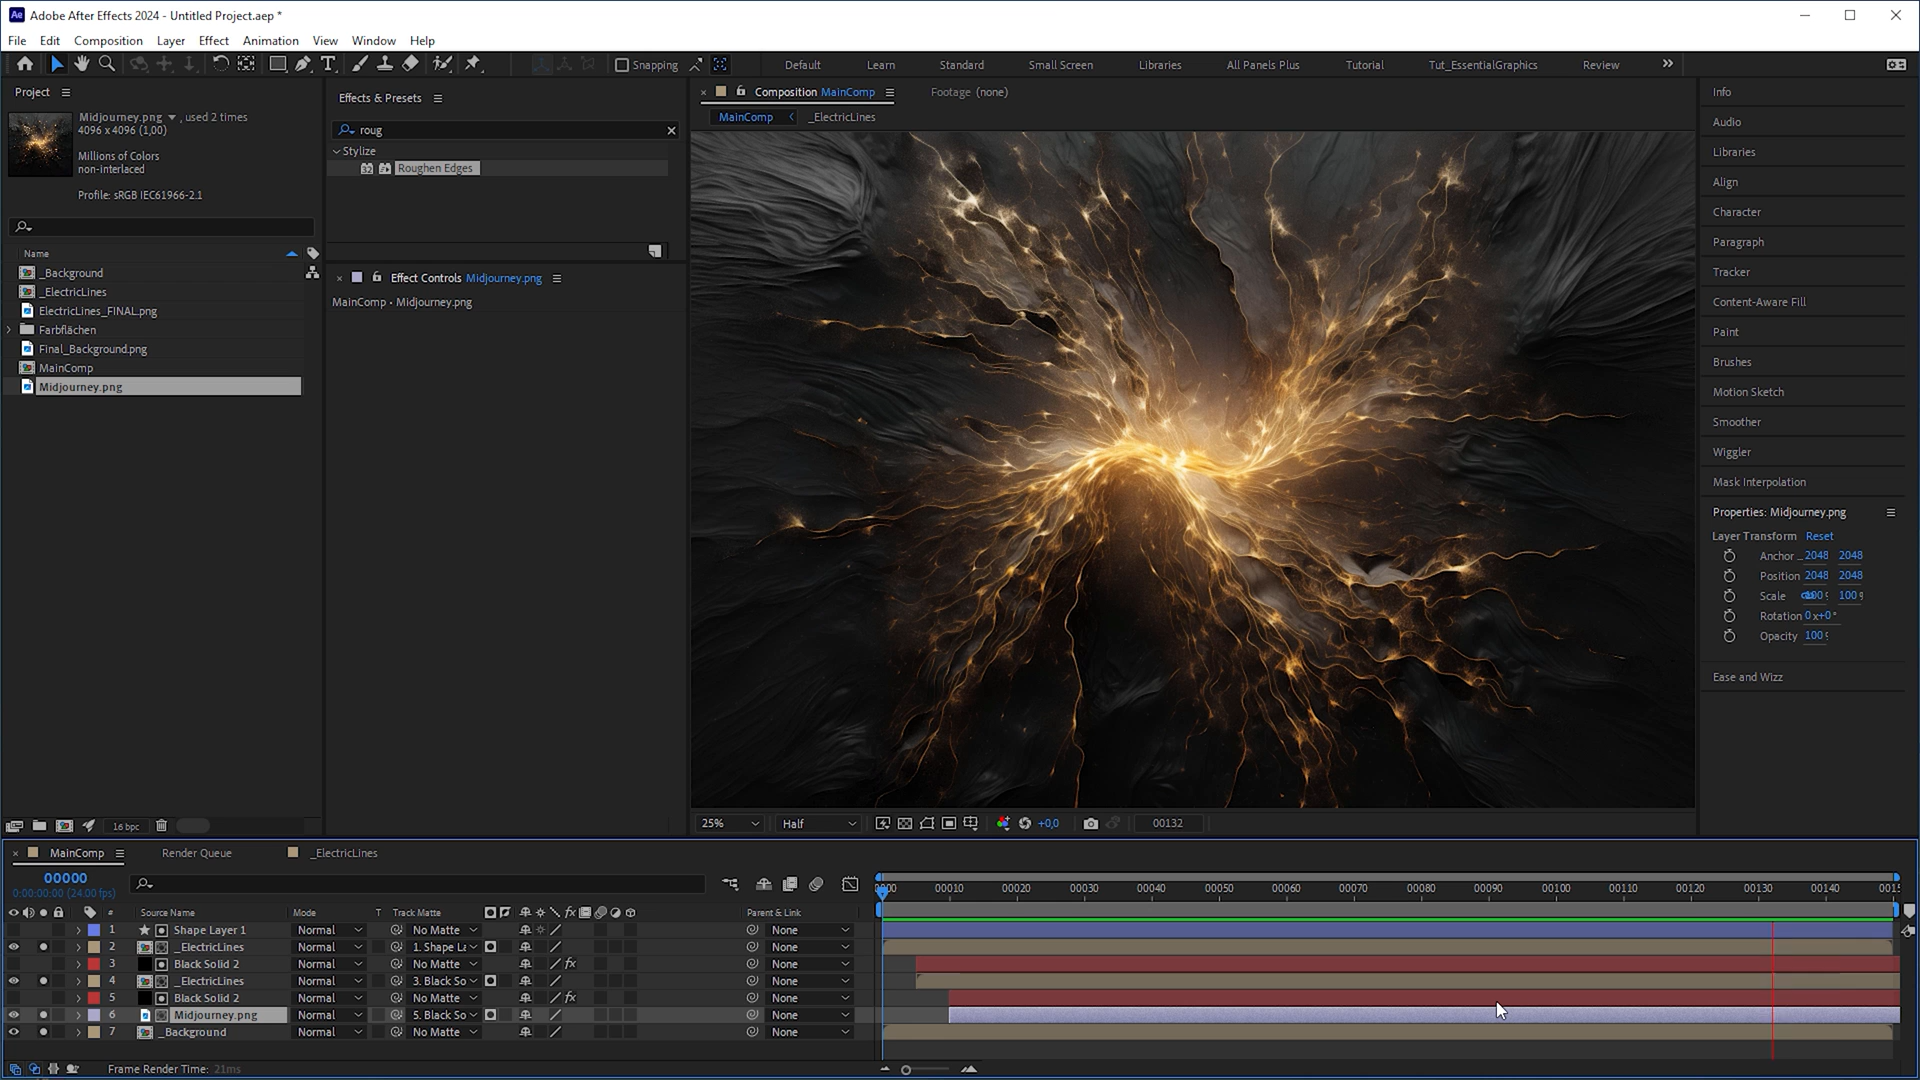 Ae Adobe After Effects 2024 - Untitled Project.aep *
File Edit Composition Layer Effect Animation View Window Help
Snapping Default Learn Standard Small Screen Libraries All Panels Plus Tutorial Tut_EssentialGraphics Review
Project
Midjourney.png , used 2 times
4096 x 4096 (1,00)
Millions of Colors
non-interlaced
Profile: sRGB IEC61966-2.1
Name
_Background
_ElectricLines
ElectricLines_FINAL.png
Farbflächen
Final_Background.png
MainComp
Midjourney.png
16 bpc
Effects & Presets
roug
Stylize
32 Roughen Edges
Effect Controls Midjourney.png
MainComp • Midjourney.png
Composition MainComp Footage (none)
MainComp _ElectricLines
25% Half +0,0 00132
Info
Audio
Libraries
Align
Character
Paragraph
Tracker
Content-Aware Fill
Paint
Brushes
Motion Sketch
Smoother
Wiggler
Mask Interpolation
Properties: Midjourney.png
Layer Transform Reset
Anchor 2048 2048
Position 2048 2048
Scale 100
Rotation 0x+0°
Opacity 100
Ease and Wizz
MainComp Render Queue _ElectricLines
00000
0:00:00:00 (24.00 fps)
00010 00020 00030 00040 00050 00060 00070 00080 00090 00100 00110 00120 00130 00140
# Source Name Mode T Track Matte fx Parent & Link
1 Shape Layer 1 Normal No Matte None
2 _ElectricLines Normal 1. Shape La None
3 Black Solid 2 Normal No Matte fx None
4 _ElectricLines Normal 3. Black So None
5 Black Solid 2 Normal No Matte fx None
6 Midjourney.png Normal 5. Black So None
7 _Background Normal No Matte None
Frame Render Time: 21ms